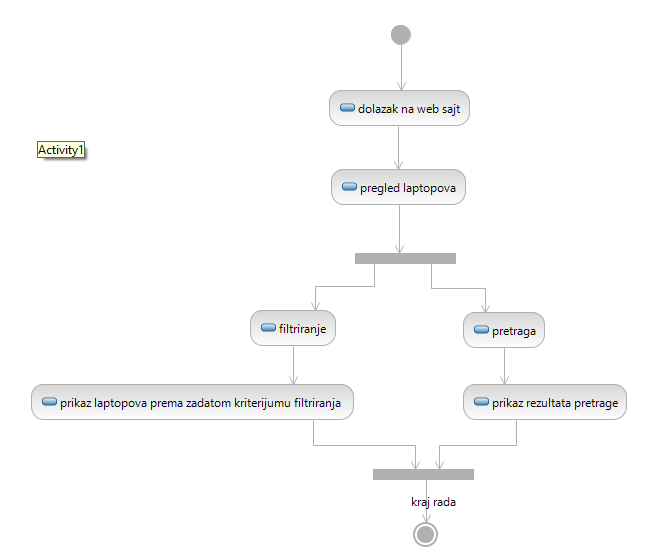 dolazak na web sajt
Activity1
pregled laptopova
filtriranje
pretraga
prikaz laptopova prema zadatom kriterijumu filtriranja
prikaz rezultata pretrage
kraj rada